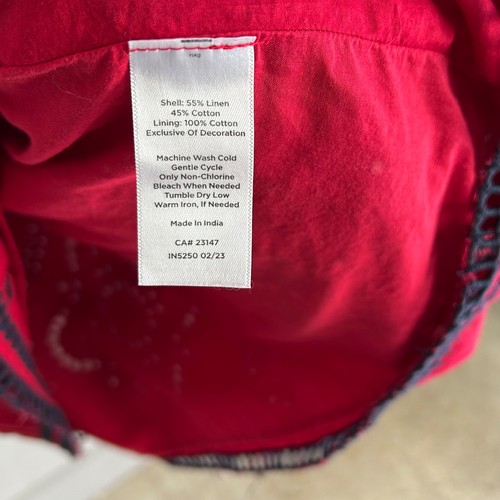 Shell: 55% Linen
45% Cotton
Lining: 100% Cotton
Exclusive Of Decoration
Machine Wash Cold
Gentle Cycle
Only Non-Chlorine
Bleach When Needed
Tumble Dry Low
Warm Iron, If Needed
Made In India
CA# 23147
IN5250 02/23